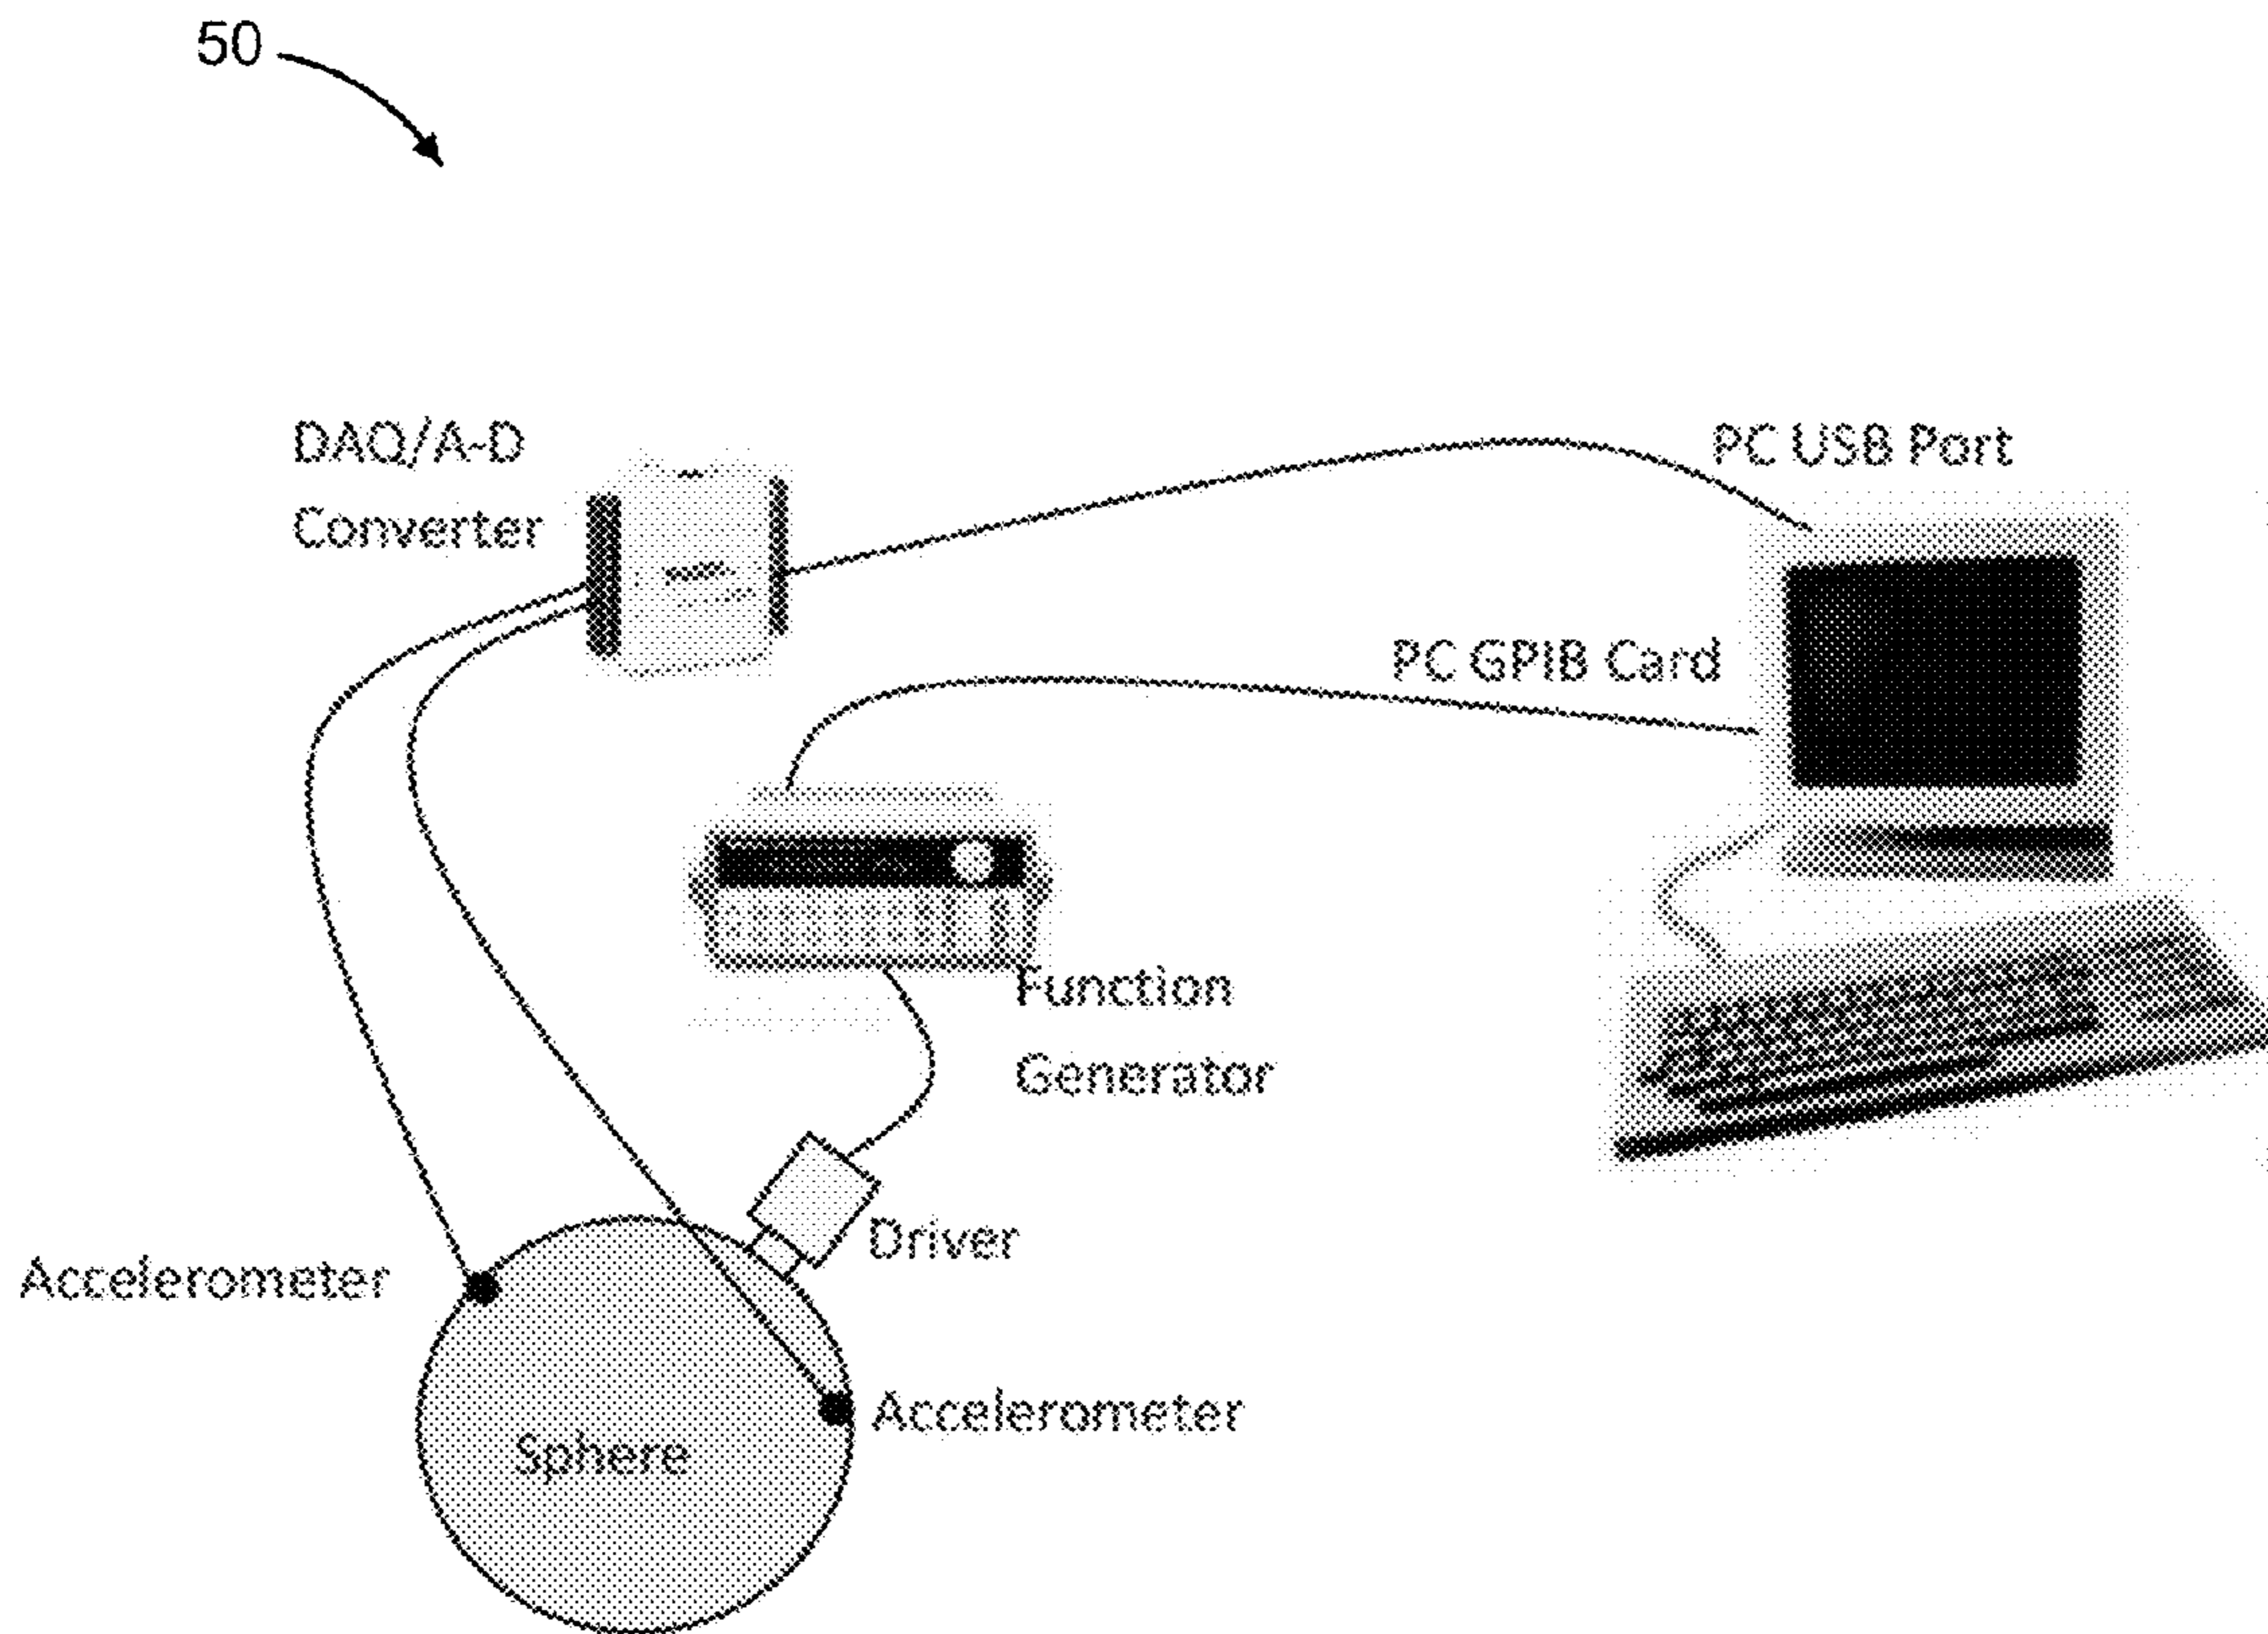 50
DAQ/A-D
Converter
PC USB Port
PC GPIB Card
Function
Generator
Driver
Accelerometer
Accelerometer
Sphere